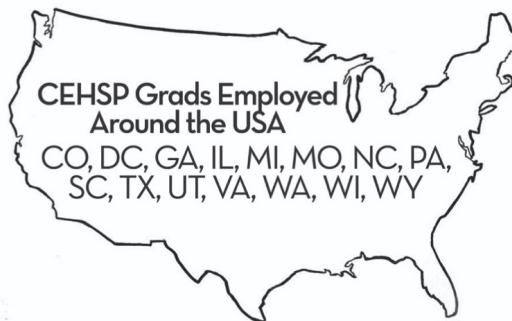 CEHSP Grads Employed
Around the USA
CO, DC, GA, IL, MI, MO, NC, PA,
SC, TX, UT, VA, WA, WI, WY